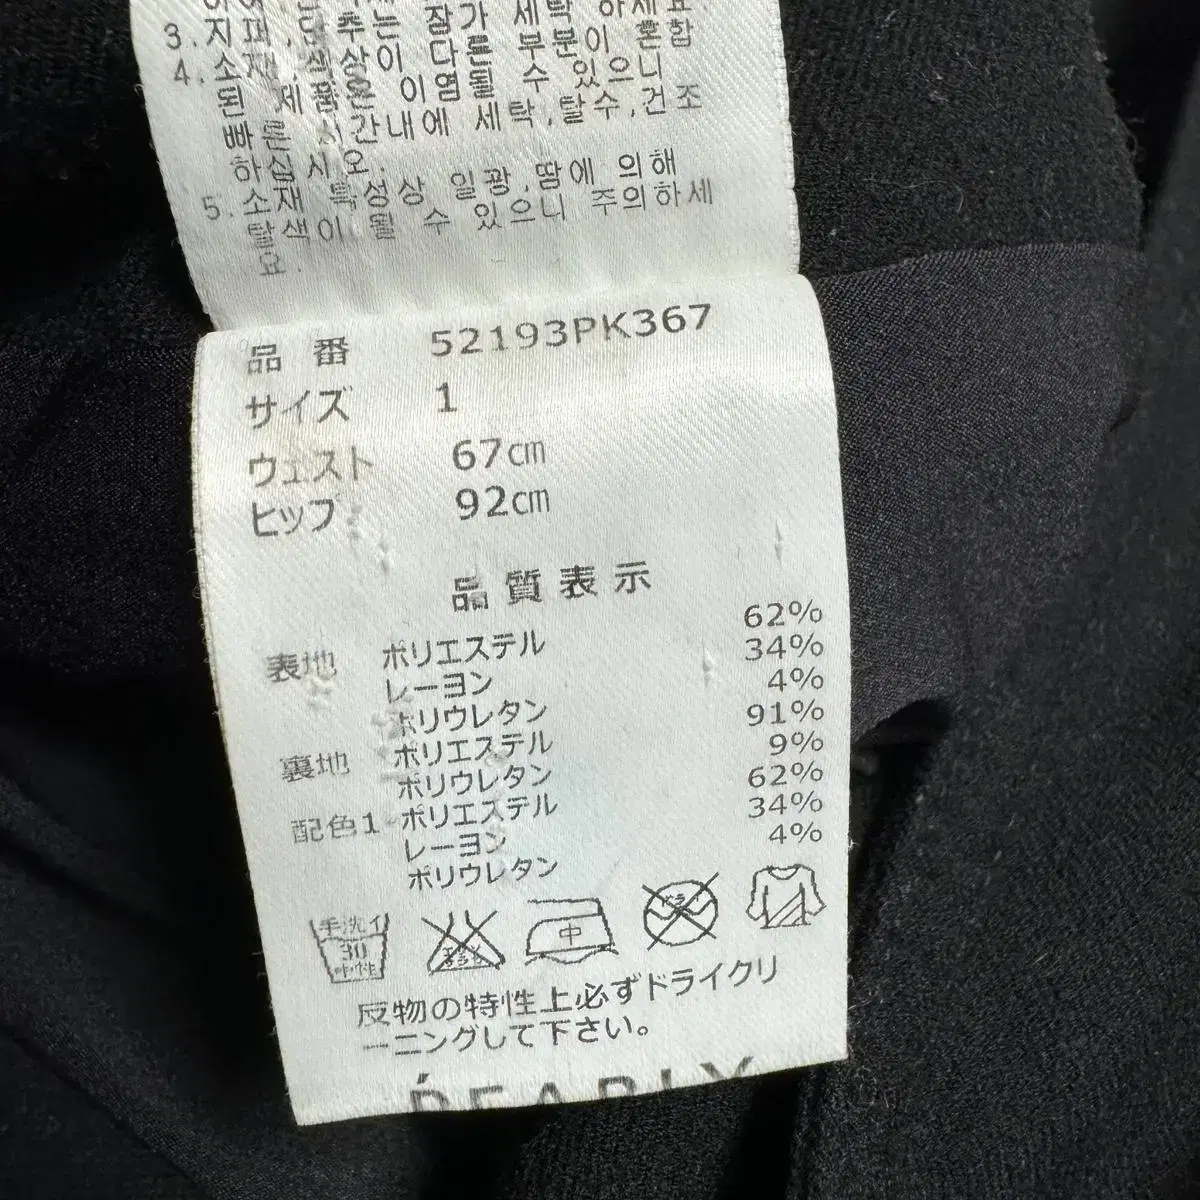 세탁 하세요.
3.지퍼,단추 또는 장가
4.소재,색상이 다른 부분이 혼합
된 제품은 이염될 수 있으니
빠른시간내에 세탁,탈수,건조
하십시오.
5.소재 특성상 일광,땀에 의해
탈색이 될 수 있으니 주의하세
요.
品番 52193PK367
サイズ 1
ウェスト 67㎝
ヒップ 92㎝
品質表示
表地 ポリエステル 62%
レーヨン 34%
ポリウレタン 4%
裏地 ポリエステル 91%
ポリウレタン 9%
配色1 ポリエステル 62%
レーヨン 34%
ポリウレタン 4%
手洗イ
30
中性
中
ドライ
反物の特性上必ずドライクリ
ーニングして下さい。